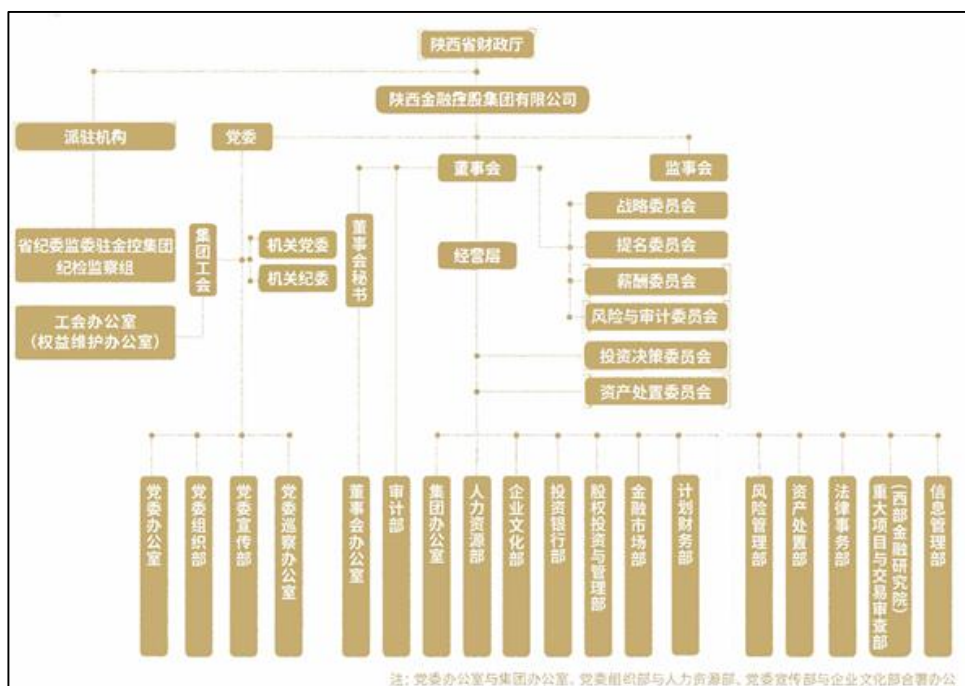 陕西省财政厅
陕西金融控股集团有限公司
派驻机构
党委
董事会
监事会
省纪委监委驻金控集团
纪检监察组
集团工会
机关党委
机关纪委
董事会秘书
经营层
战略委员会
提名委员会
薪酬委员会
风险与审计委员会
投资决策委员会
资产处置委员会
工会办公室
（权益维护办公室）
党委办公室
党委组织部
党委宣传部
党委巡察办公室
董事会办公室
审计部
集团办公室
人力资源部
企业文化部
投资银行部
股权投资与管理部
金融市场部
计划财务部
风险管理部
资产处置部
法律事务部
重大项目与交易审查部
（西部金融研究院）
信息管理部
注：党委办公室与集团办公室、党委组织部与人力资源部、党委宣传部与企业文化部合署办公